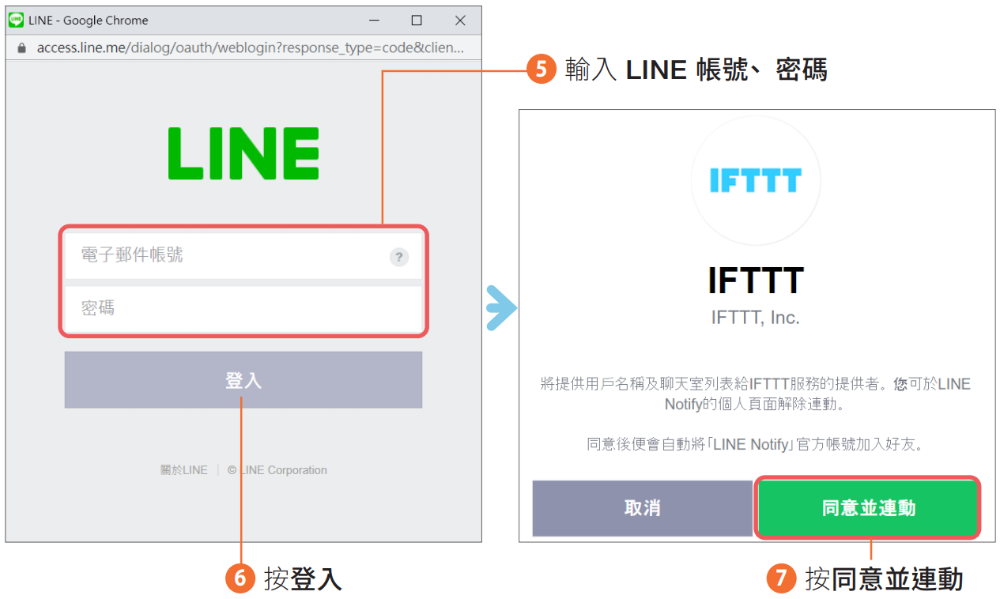 LINE - Google Chrome
access.line.me/dialog/oauth/weblogin?response_type=code&clien...
5 輸入 LINE 帳號、密碼
LINE
電子郵件帳號 ?
密碼
登入
關於LINE | © LINE Corporation
6 按登入
IFTTT
IFTTT
IFTTT, Inc.
將提供用戶名稱及聊天室列表給IFTTT服務的提供者。您可於LINE
Notify的個人頁面解除連動。
同意後便會自動將「LINE Notify」官方帳號加入好友。
取消
同意並連動
7 按同意並連動